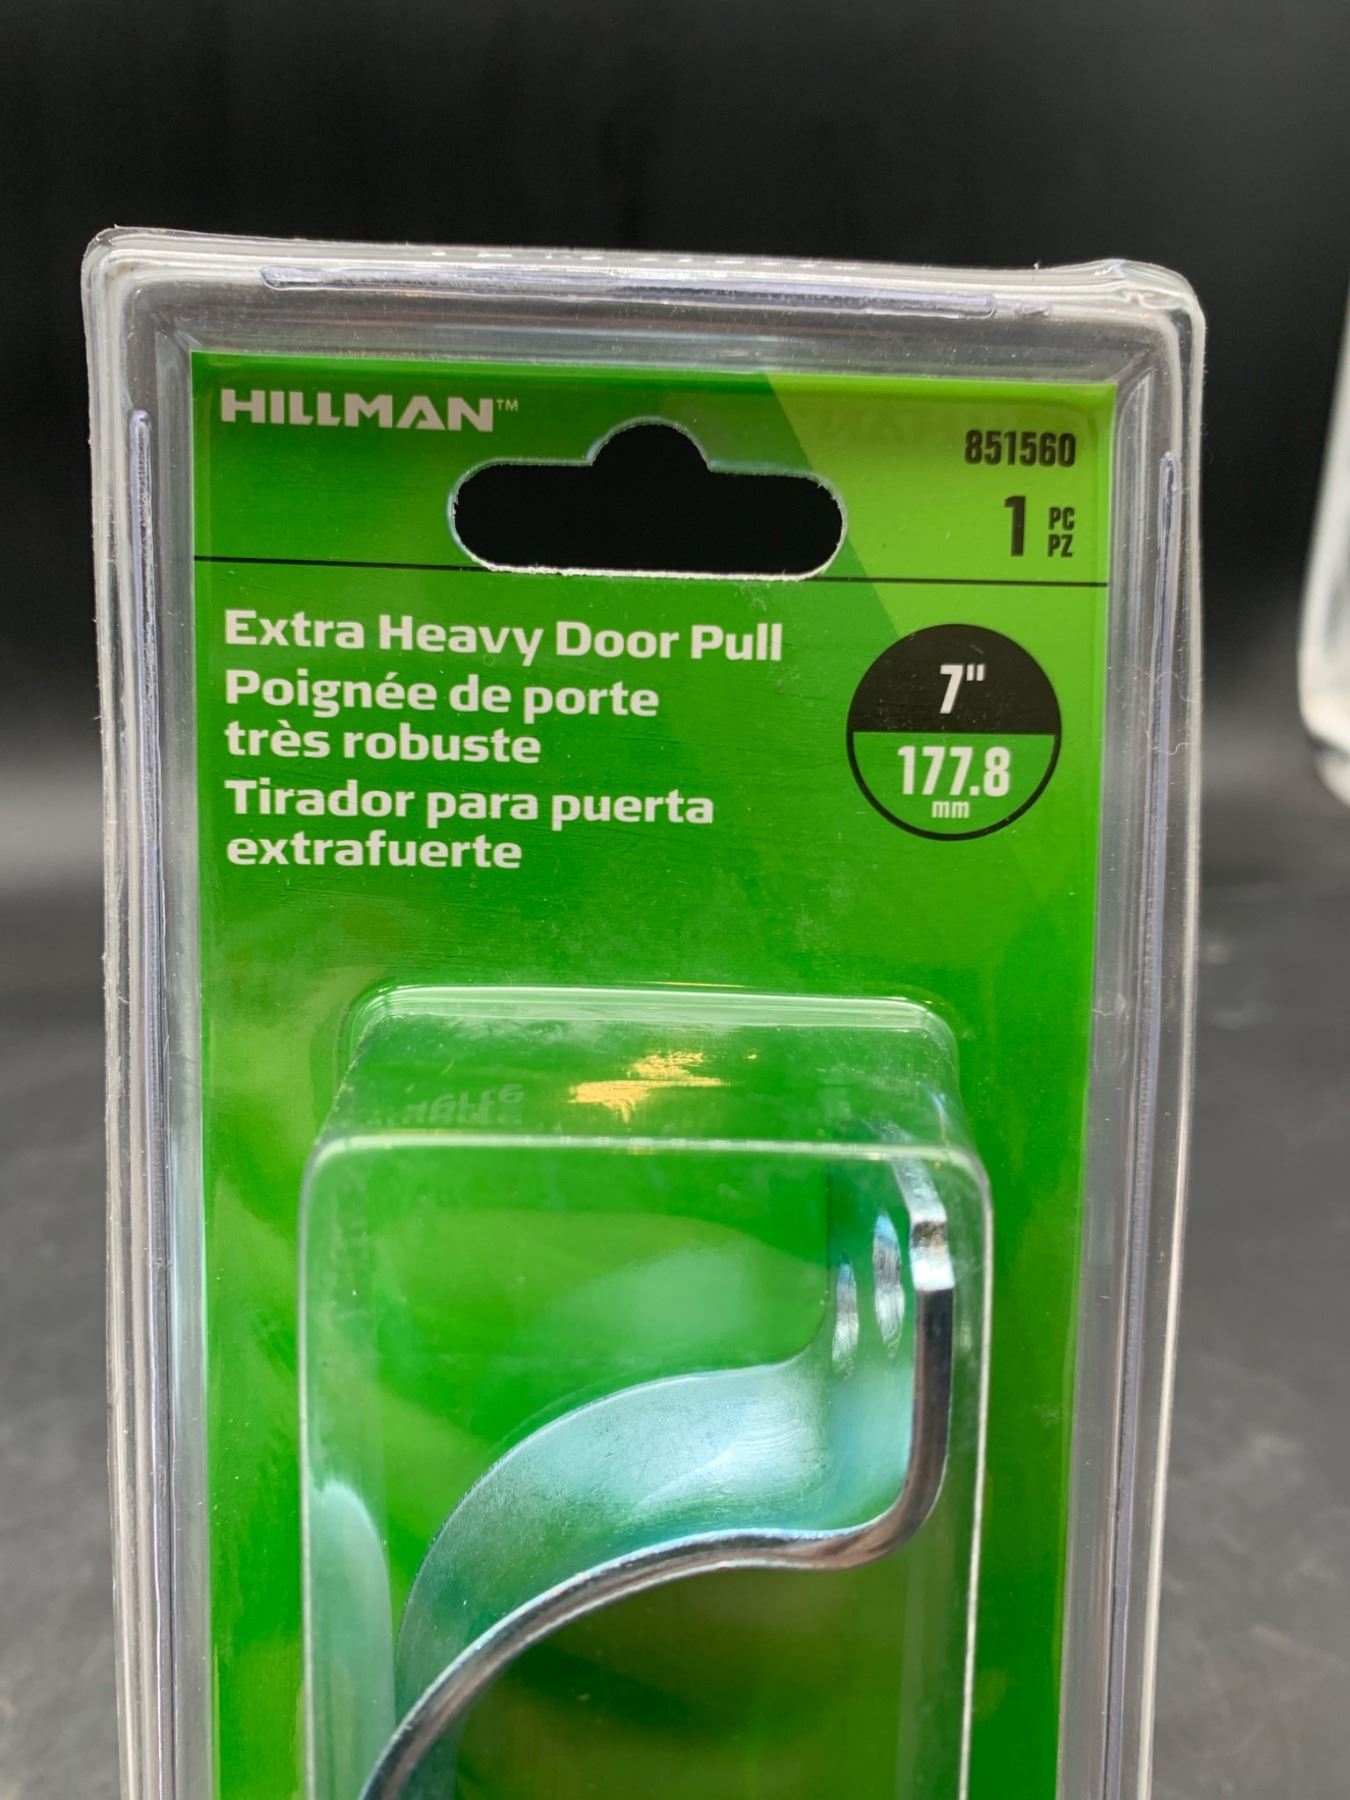 HILLMAN™
851560
1 PC
PZ
Extra Heavy Door Pull
Poignée de porte
très robuste
Tirador para puerta
extrafuerte
7"
177.8
mm